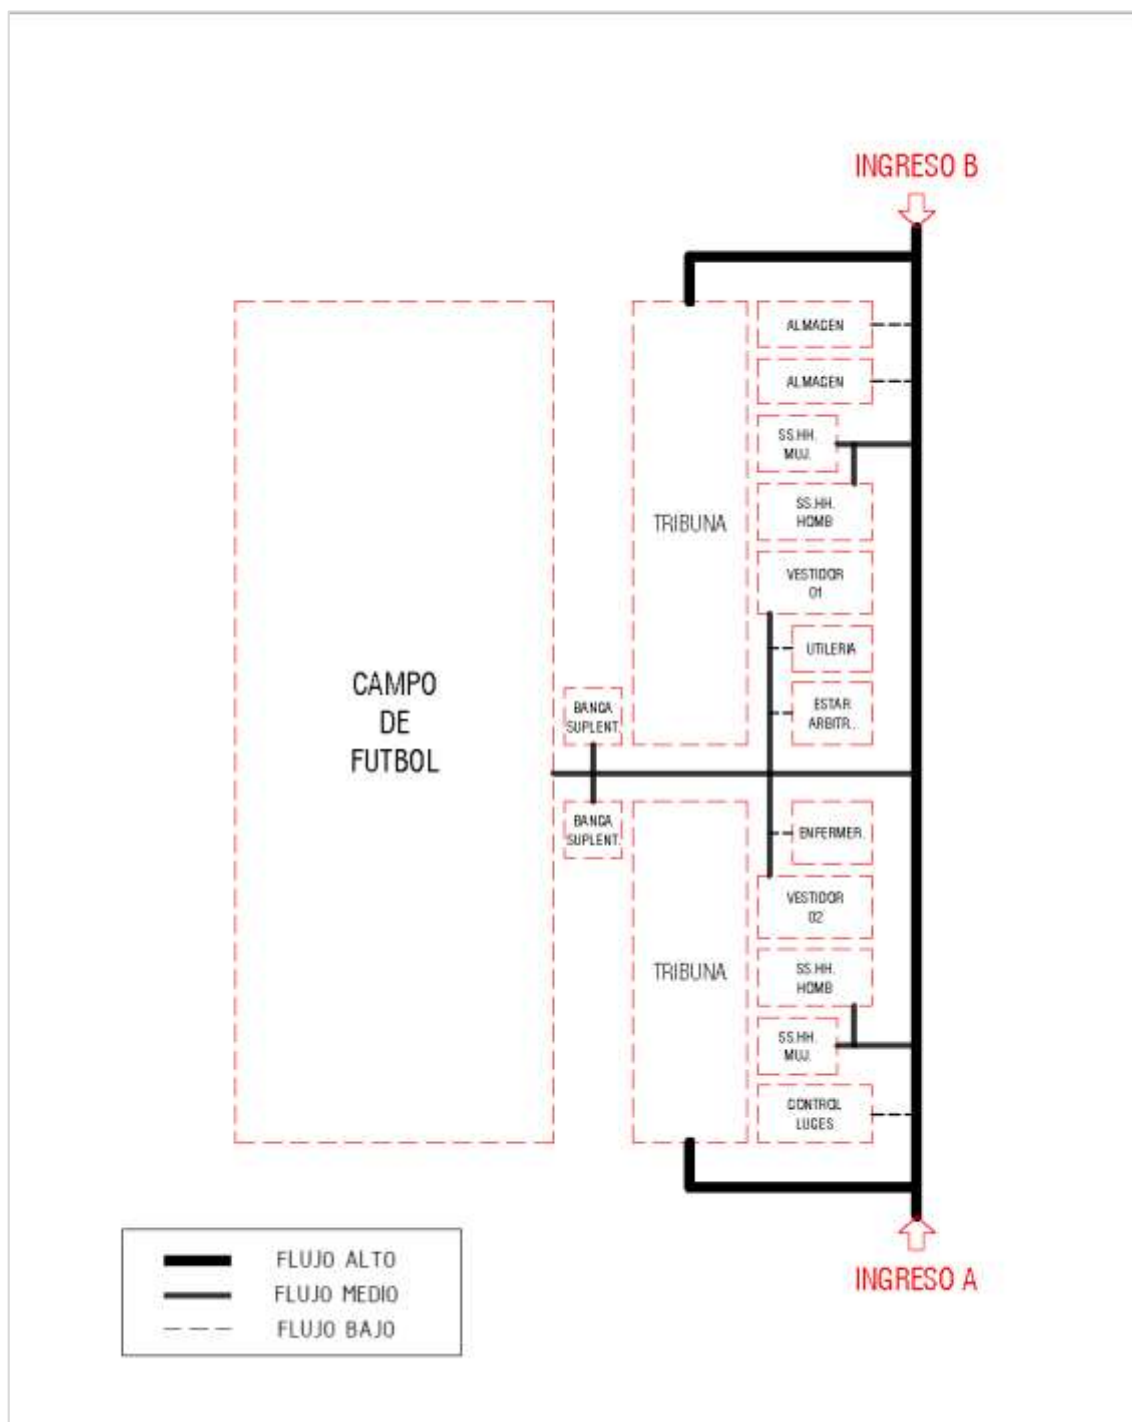 INGRESO B
ALMACEN
ALMACEN
SS.HH.
MUJ.
SS.HH.
HOMB
TRIBUNA
VESTIDOR
01
UTILERIA
ESTAR
ARBITR..
CAMPO
DE
FUTBOL
BANCA
SUPLENT.
BANCA
SUPLENT.
ENFERMER.
VESTIDOR
02
TRIBUNA
SS.HH.
HOMB
SS.HH.
MUJ.
CONTROL
LUCES
INGRESO A
FLUJO ALTO
FLUJO MEDIO
FLUJO BAJO